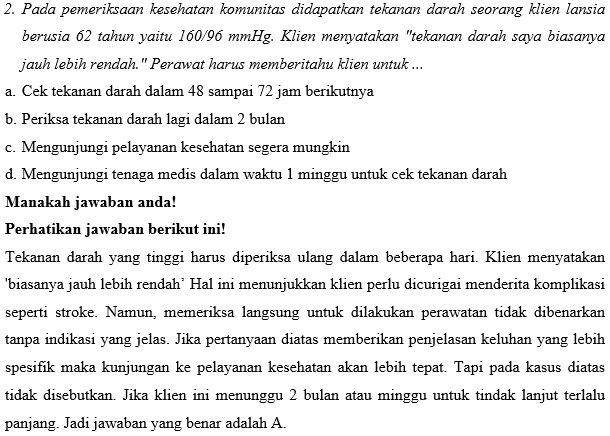 2. Pada pemeriksaan kesehatan komunitas didapatkan tekanan darah seorang klien lansia
berusia 62 tahun yaitu 160/96 mmHg. Klien menyatakan "tekanan darah saya biasanya
jauh lebih rendah." Perawat harus memberitahu klien untuk ...
a. Cek tekanan darah dalam 48 sampai 72 jam berikutnya
b. Periksa tekanan darah lagi dalam 2 bulan
c. Mengunjungi pelayanan kesehatan segera mungkin
d. Mengunjungi tenaga medis dalam waktu 1 minggu untuk cek tekanan darah
Manakah jawaban anda!
Perhatikan jawaban berikut ini!
Tekanan darah yang tinggi harus diperiksa ulang dalam beberapa hari. Klien menyatakan
'biasanya jauh lebih rendah' Hal ini menunjukkan klien perlu dicurigai menderita komplikasi
seperti stroke. Namun, memeriksa langsung untuk dilakukan perawatan tidak dibenarkan
tanpa indikasi yang jelas. Jika pertanyaan diatas memberikan penjelasan keluhan yang lebih
spesifik maka kunjungan ke pelayanan kesehatan akan lebih tepat. Tapi pada kasus diatas
tidak disebutkan. Jika klien ini menunggu 2 bulan atau minggu untuk tindak lanjut terlalu
panjang. Jadi jawaban yang benar adalah A.